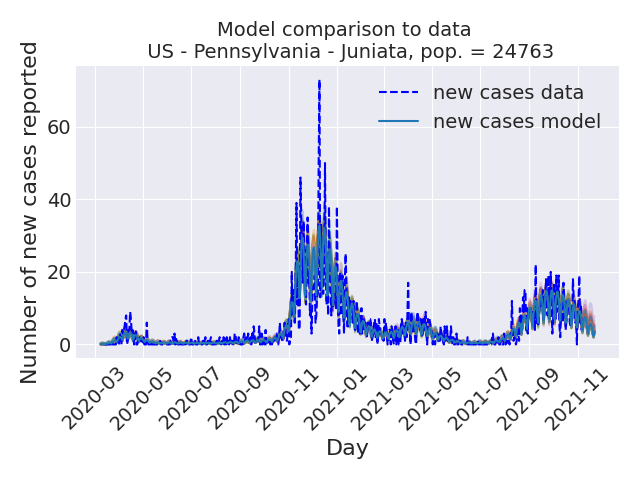 Model comparison to data
US - Pennsylvania - Juniata, pop. = 24763
Number of new cases reported
60
40
20
0
new cases data
new cases model
2020-03
2020-05
2020-07
2020-09
2020-11
2021-01
2021-03
2021-05
2021-07
2021-09
2021-11
Day